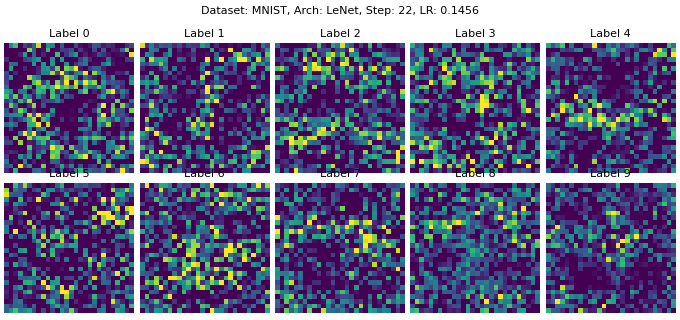 Dataset: MNIST, Arch: LeNet, Step: 22, LR: 0.1456
Label 0 Label 1 Label 2 Label 3 Label 4
Label 5 Label 6 Label 7 Label 8 Label 9